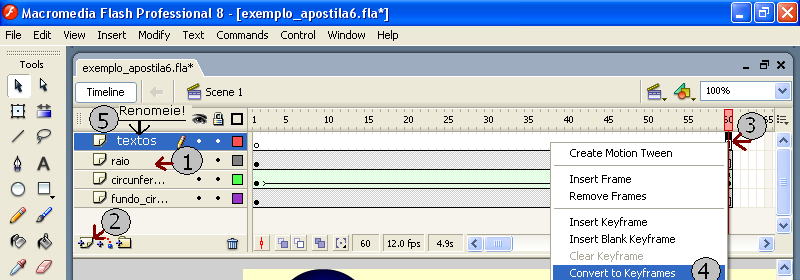 Macromedia Flash Professional 8 - [exemplo_apostila6.fla*]
File Edit View Insert Modify Text Commands Control Window Help
Tools
exemplo_apostila6.fla*
Timeline Scene 1 100%
Renomeie!
1 5 10 15 20 25 30 35 40 45 50 55 60 65
5 textos 3
raio 1
circunfer...
fundo_cir...
2
60 12.0 fps 4.9s
Create Motion Tween
Insert Frame
Remove Frames
Insert Keyframe
Insert Blank Keyframe
Clear Keyframe
Convert to Keyframes 4